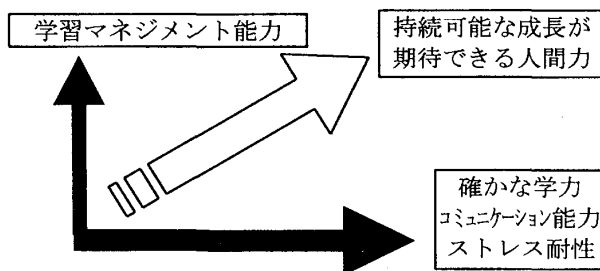 学習マネジメント能力
持続可能な成長が
期待できる人間力
確かな学力
コミュニケーション能力
ストレス耐性